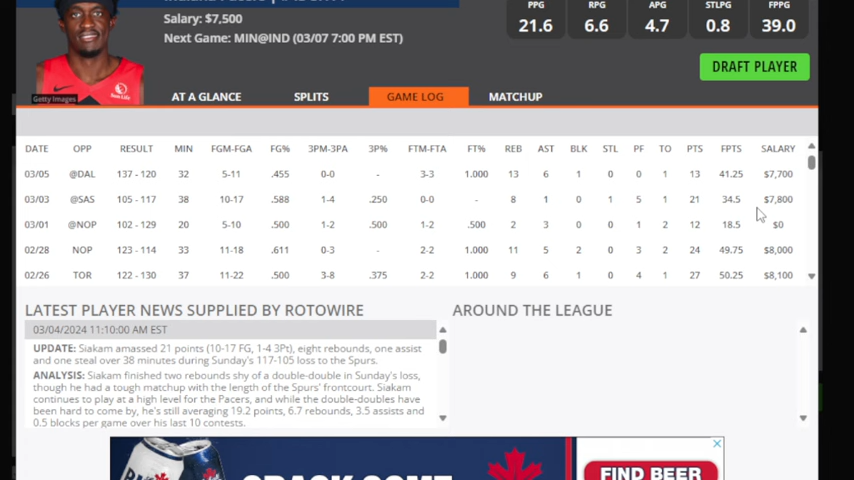 Salary: $7,500
Next Game: MIN@IND (03/07 7:00 PM EST)
PPG RPG APG STLPG FPPG
21.6 6.6 4.7 0.8 39.0
DRAFT PLAYER
Getty Images
AT A GLANCE SPLITS GAME LOG MATCHUP
DATE OPP RESULT MIN FGM-FGA FG% 3PM-3PA 3P% FTM-FTA FT% REB AST BLK STL PF TO PTS FPTS SALARY
03/05 @DAL 137 - 120 32 5-11 .455 0-0 - 3-3 1.000 13 6 1 0 0 1 13 41.25 $7,700
03/03 @SAS 105 - 117 38 10-17 .588 1-4 .250 0-0 - 8 1 0 1 5 1 21 34.5 $7,800
03/01 @NOP 102 - 129 20 5-10 .500 1-2 .500 1-2 .500 2 3 0 0 1 2 12 18.5 $0
02/28 NOP 123 - 114 33 11-18 .611 0-3 - 2-2 1.000 11 5 2 0 3 2 24 49.75 $8,000
02/26 TOR 122 - 130 37 11-22 .500 3-8 .375 2-2 1.000 9 6 1 0 4 1 27 50.25 $8,100
LATEST PLAYER NEWS SUPPLIED BY ROTOWIRE
03/04/2024 11:10:00 AM EST
UPDATE: Siakam amassed 21 points (10-17 FG, 1-4 3Pt), eight rebounds, one assist
and one steal over 38 minutes during Sunday's 117-105 loss to the Spurs.
ANALYSIS: Siakam finished two rebounds shy of a double-double in Sunday's loss,
though he had a tough matchup with the length of the Spurs' frontcourt. Siakam
continues to play at a high level for the Pacers, and while the double-doubles have
been hard to come by, he's still averaging 19.2 points, 6.7 rebounds, 3.5 assists and
0.5 blocks per game over his last 10 contests.
AROUND THE LEAGUE
CRACK SOME
FIND BEER